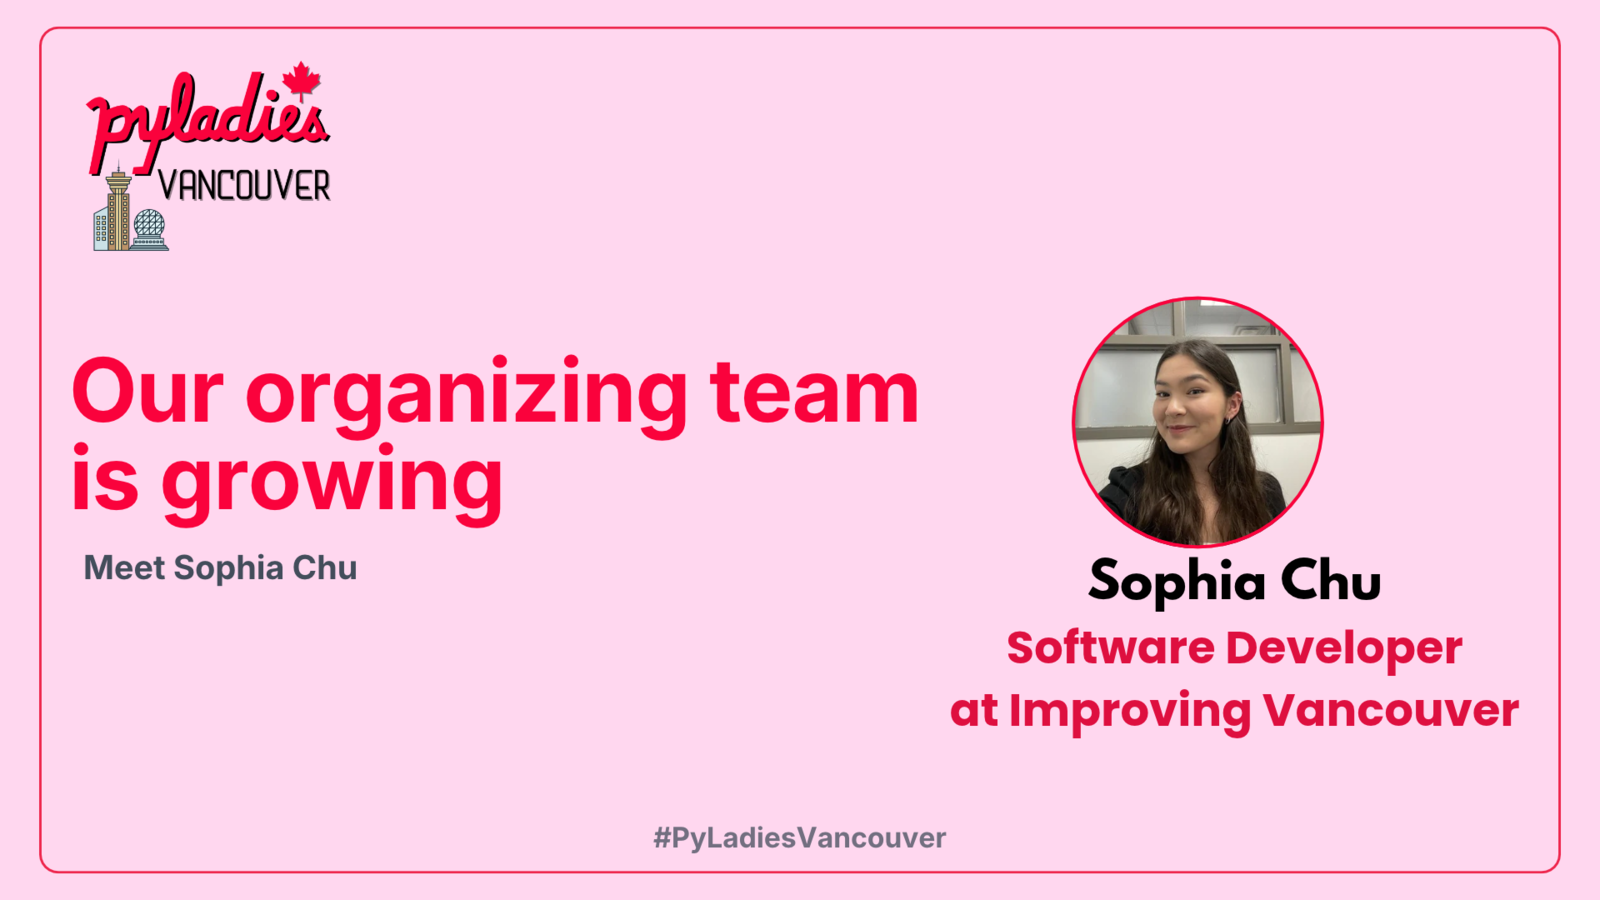 pyladies
VANCOUVER
Our organizing team
is growing
Meet Sophia Chu
Sophia Chu
Software Developer
at Improving Vancouver
#PyLadiesVancouver